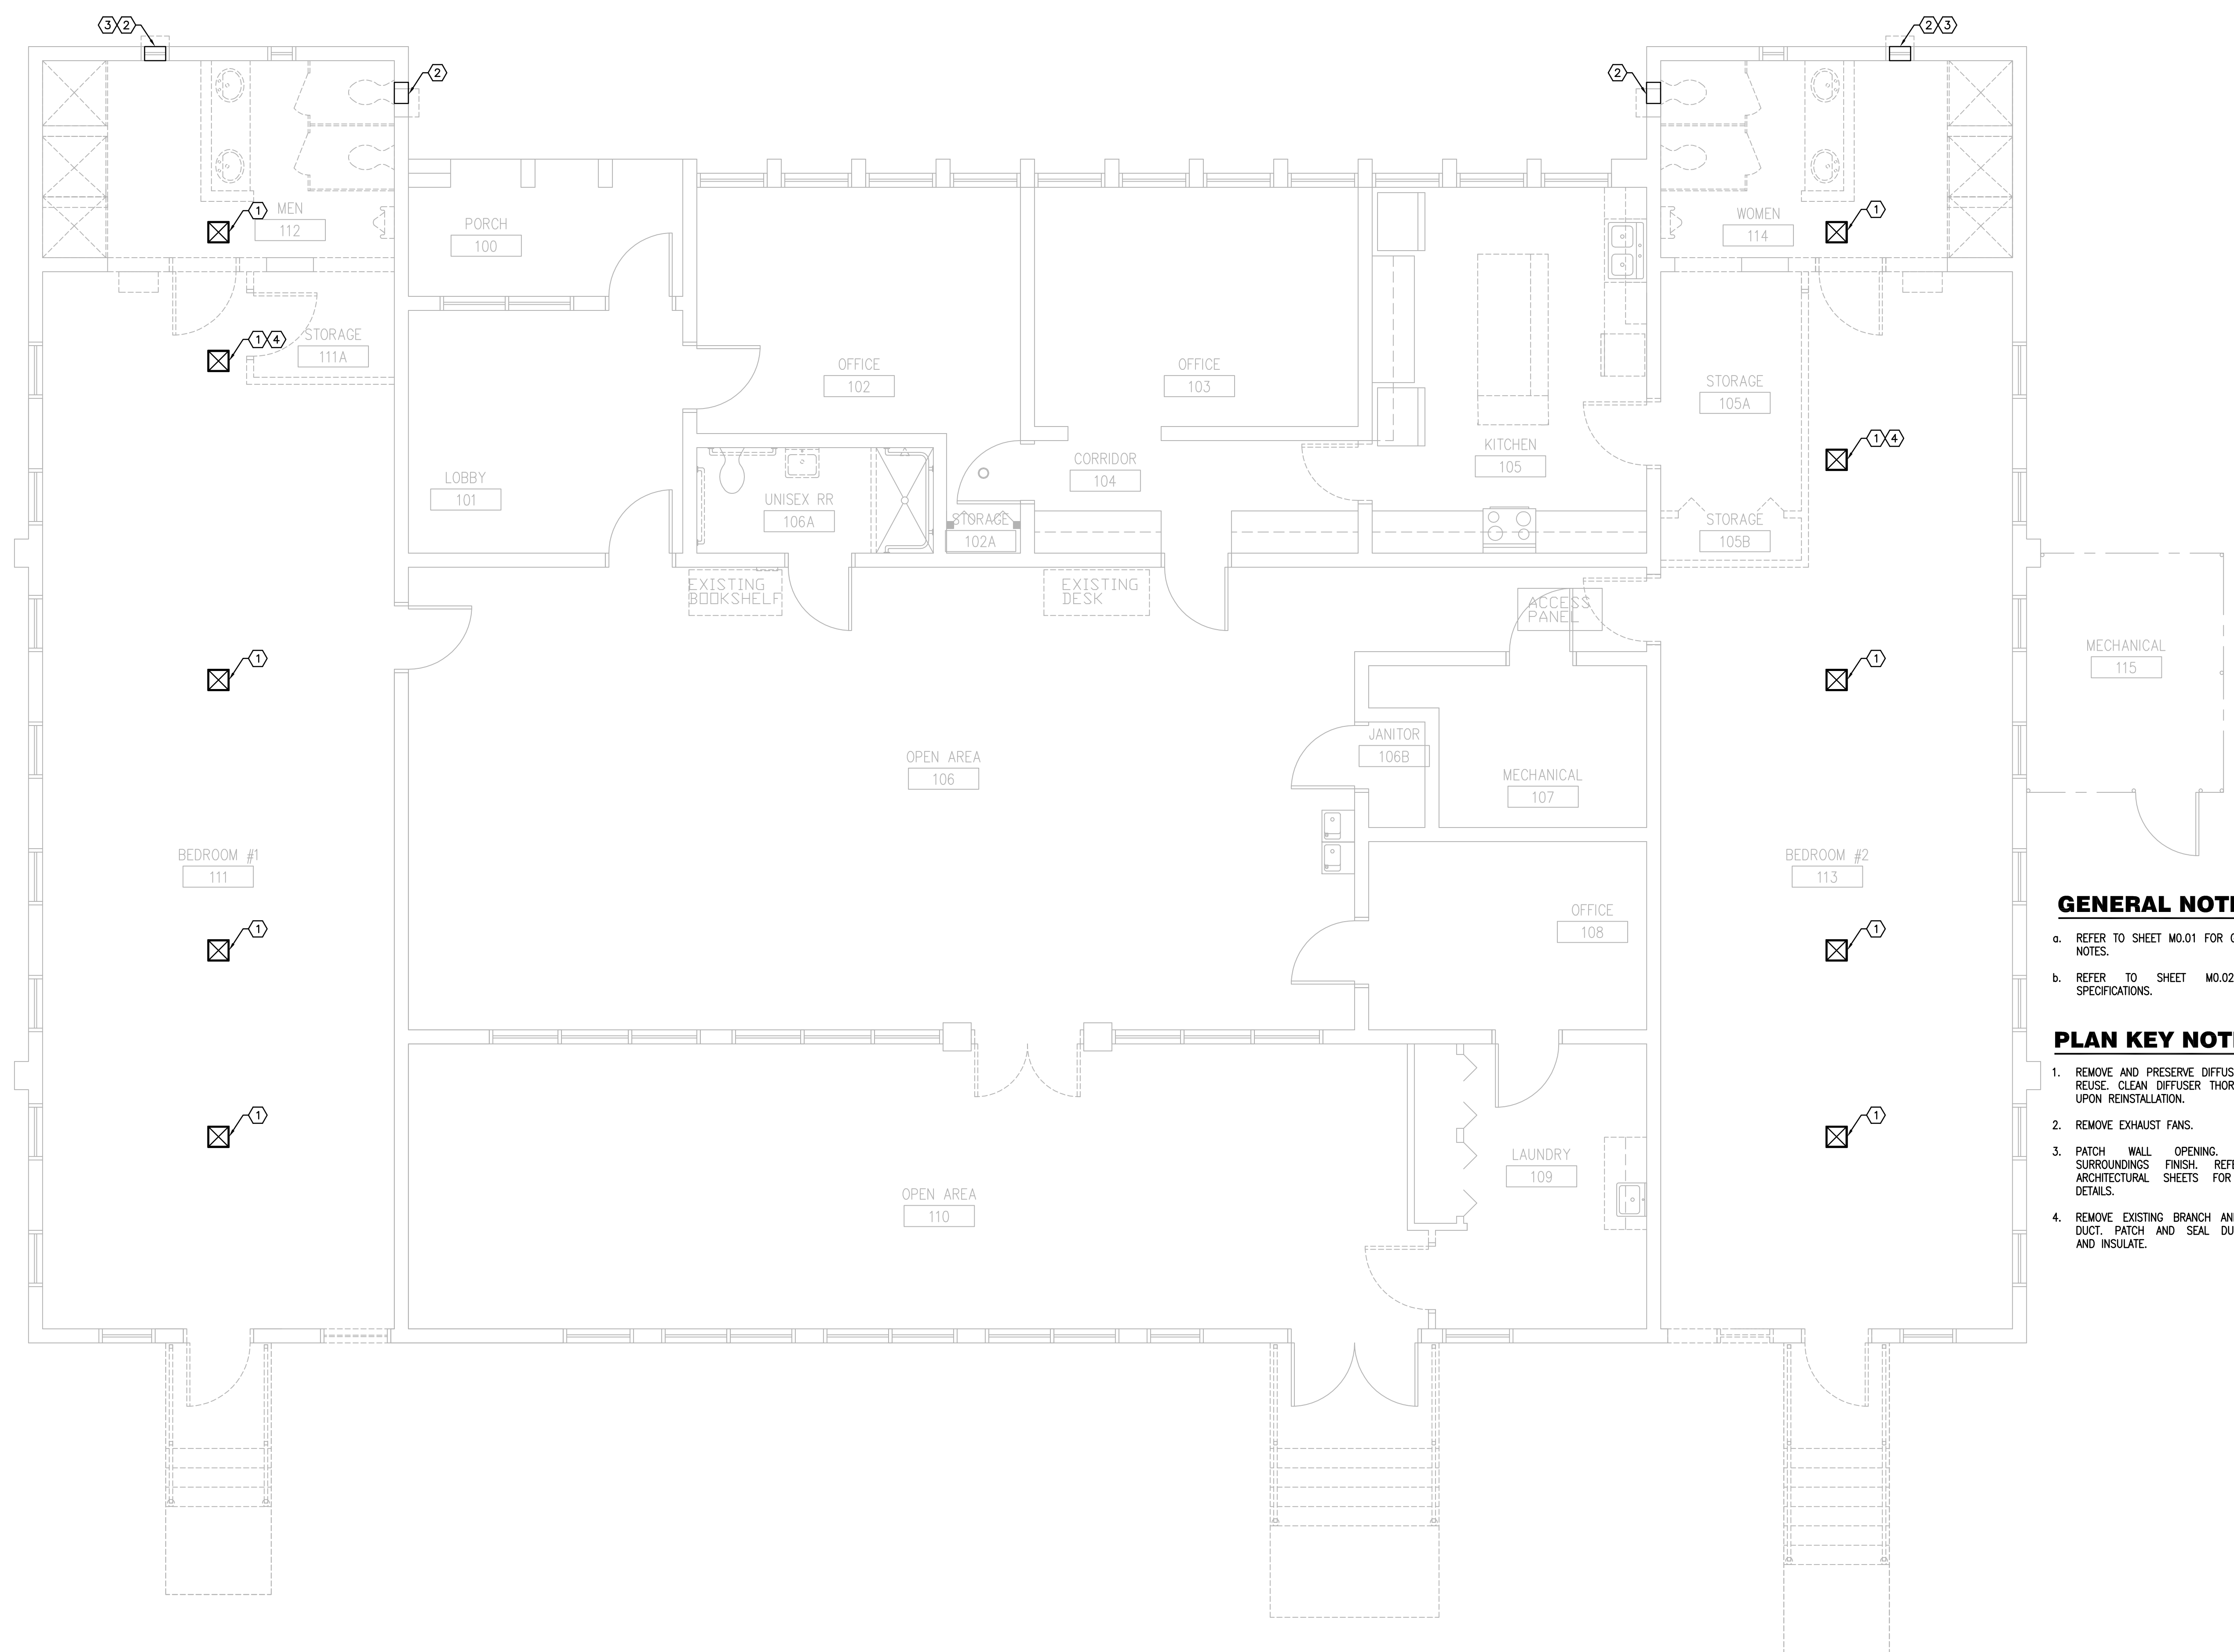 3 2
2 3
2
2
1
MEN
112
PORCH
100
WOMEN
114
1
1 4
STORAGE
111A
OFFICE
102
OFFICE
103
STORAGE
105A
1 4
KITCHEN
105
CORRIDOR
104
LOBBY
101
UNISEX RR
106A
STORAGE
102A
STORAGE
105B
EXISTING
BOOKSHELF
EXISTING
DESK
ACCESS
PANEL
1
1
MECHANICAL
115
OPEN AREA
106
JANITOR
106B
MECHANICAL
107
BEDROOM #1
111
BEDROOM #2
113
OFFICE
108
1
1
1
1
LAUNDRY
109
OPEN AREA
110
GENERAL
a. REFER TO SHEET M0.01 FOR
NOTES.
b. REFER TO SHEET M0.02
SPECIFICATIONS.
PLAN KEY
1. REMOVE AND PRESERVE
REUSE. CLEAN DIFFUSER
UPON REINSTALLATION.
2. REMOVE EXHAUST FANS.
3. PATCH WALL OPENING.
SURROUNDINGS FINISH.
ARCHITECTURAL SHEETS FOR
DETAILS.
4. REMOVE EXISTING BRANCH
DUCT. PATCH AND SEAL
AND INSULATE.